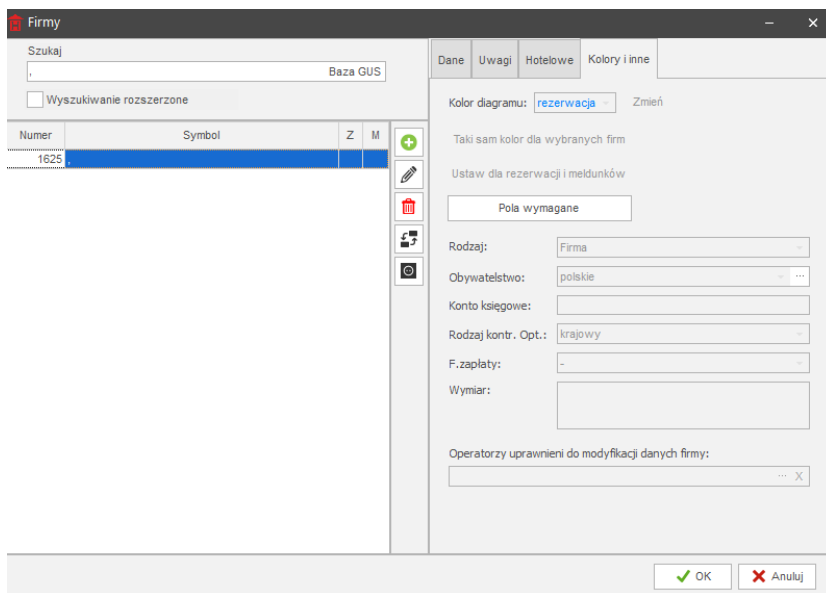 Firmy
Szukaj
, Baza GUS
Wyszukiwanie rozszerzone
Numer Symbol Z M
1625 ,
Dane Uwagi Hotelowe Kolory i inne
Kolor diagramu: rezerwacja Zmień
Taki sam kolor dla wybranych firm
Ustaw dla rezerwacji i meldunków
Pola wymagane
Rodzaj: Firma
Obywatelstwo: polskie ...
Konto księgowe:
Rodzaj kontr. Opt.: krajowy
F.zapłaty: -
Wymiar:
Operatorzy uprawnieni do modyfikacji danych firmy:
... X
OK Anuluj